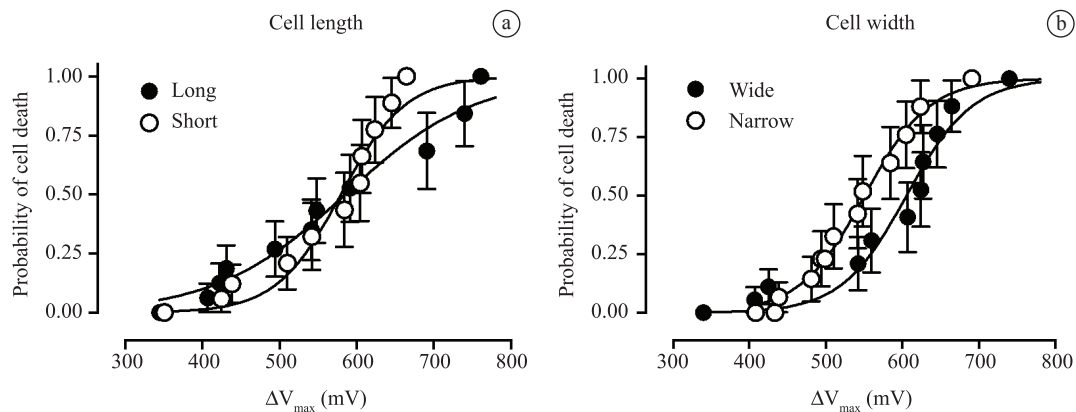 Cell length
a
Probability of cell death
1.00
0.75
0.50
0.25
0.00
Long
Short
300 400 500 600 700 800
ΔVmax (mV)
Cell width
b
Probability of cell death
1.00
0.75
0.50
0.25
0.00
Wide
Narrow
300 400 500 600 700 800
ΔVmax (mV)